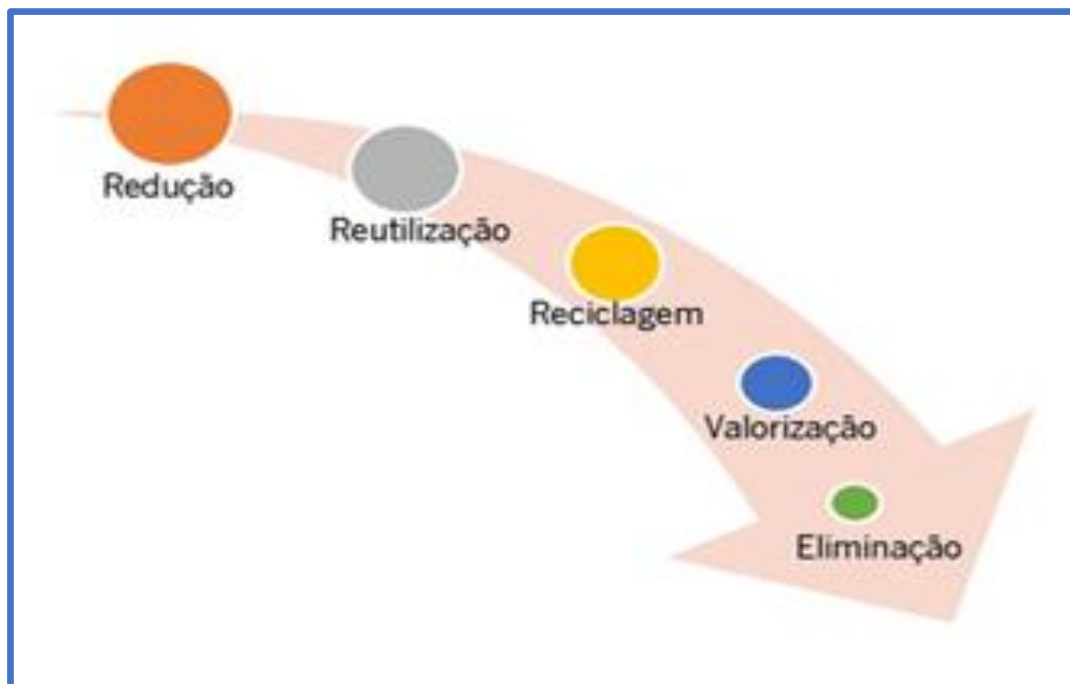 Redução
Reutilização
Reciclagem
Valorização
Eliminação